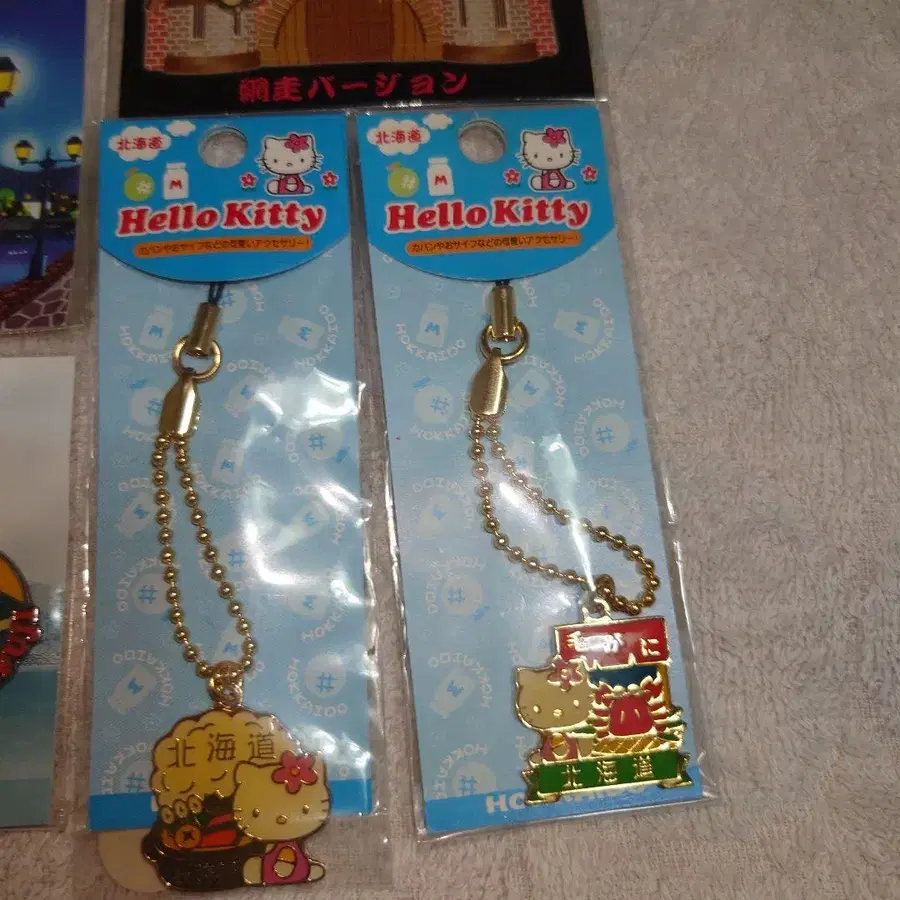 網走バージョン
北海道
M
Hello Kitty
カバンやおサイフなどの可愛いアクセサリー!
北海道
M
Hello Kitty
カバンやおサイフなどの可愛いアクセサリー!
HOKKAIDO
HOKKAIDO
北海道
毛がに
北海道